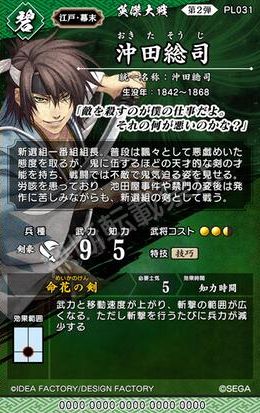 碧 江戸・幕末 英傑大戦 第2弾 PL031
おきたそうじ
沖田総司
統一名称：沖田総司
生没年：1842～1868
「敵を殺すのが僕の仕事だよ。
それの何が悪いのかな？」
新選組一番組組長。普段は飄々として悪戯めいた
態度を取るが、鬼に伍するほどの天才的な剣の才
能を持ち、戦闘では不敵で鬼気迫る姿を見せる。
労咳を患っており、池田屋事件や禁門の変後は発
作に苦しみながらも、新選組の剣として戦う。
兵種 武力 知力 武将コスト
剣豪 9 5 特技 技巧
めいかのけん 必要士気 効果時間
命花の剣 5 知力時間
効果範囲
武力と移動速度が上がり、斬撃の範囲が広
くなる。ただし斬撃を行うたびに兵力が減
少する
©IDEA FACTORY/DESIGN FACTORY ©SEGA
0000-0000-0000-0000-0000